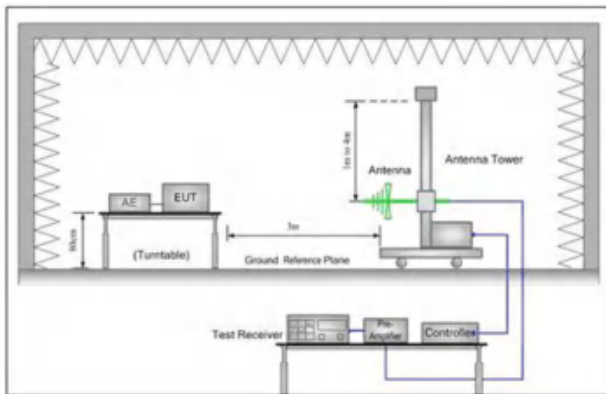 1m to 4m
Antenna
Antenna Tower
AE
EUT
80cm
(Turntable)
3m
Ground Reference Plane
Test Receiver
Pre-
Amplifier
Controller